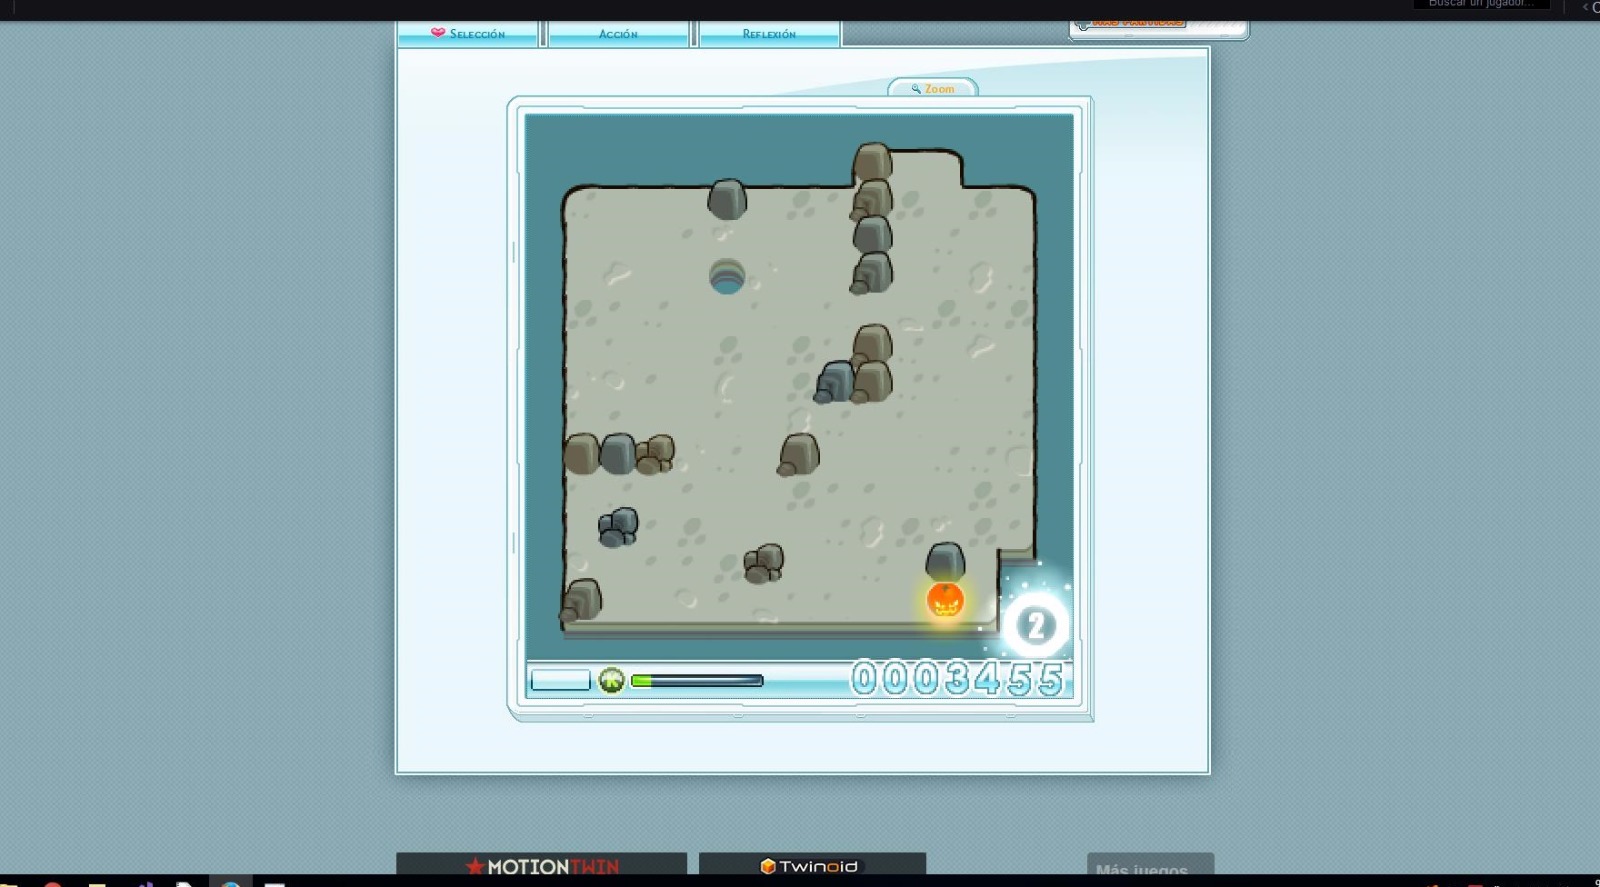 Buscar un jugador...
Selección
Acción
Reflexión
Zoom
2
0003455
MOTIONTWIN
Twinoid
Más juegos